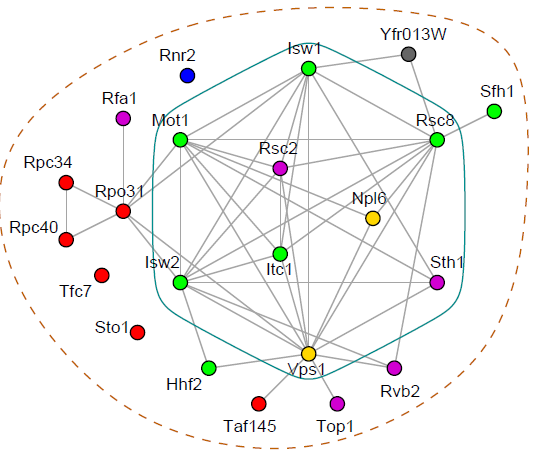 Yfr013W
Isw1
Rnr2
Sfh1
Rfa1
Mot1
Rsc8
Rsc2
Rpc34
Rpo31
Npl6
Rpc40
Isw2
Itc1
Sth1
Tfc7
Sto1
Vps1
Hhf2
Rvb2
Taf145
Top1